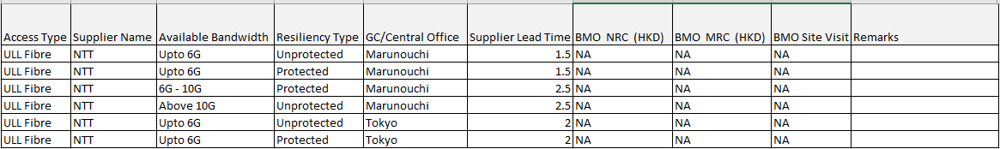 Access Type Supplier Name Available Bandwidth Resiliency Type GC/Central Office Supplier Lead Time BMO NRC (HKD) BMO MRC (HKD) BMO Site Visit Remarks
ULL Fibre NTT Upto 6G Unprotected Marunouchi 1.5 NA NA NA
ULL Fibre NTT Upto 6G Protected Marunouchi 1.5 NA NA NA
ULL Fibre NTT 6G - 10G Protected Marunouchi 2.5 NA NA NA
ULL Fibre NTT Above 10G Unprotected Marunouchi 2.5 NA NA NA
ULL Fibre NTT Upto 6G Unprotected Tokyo 2 NA NA NA
ULL Fibre NTT Upto 6G Protected Tokyo 2 NA NA NA